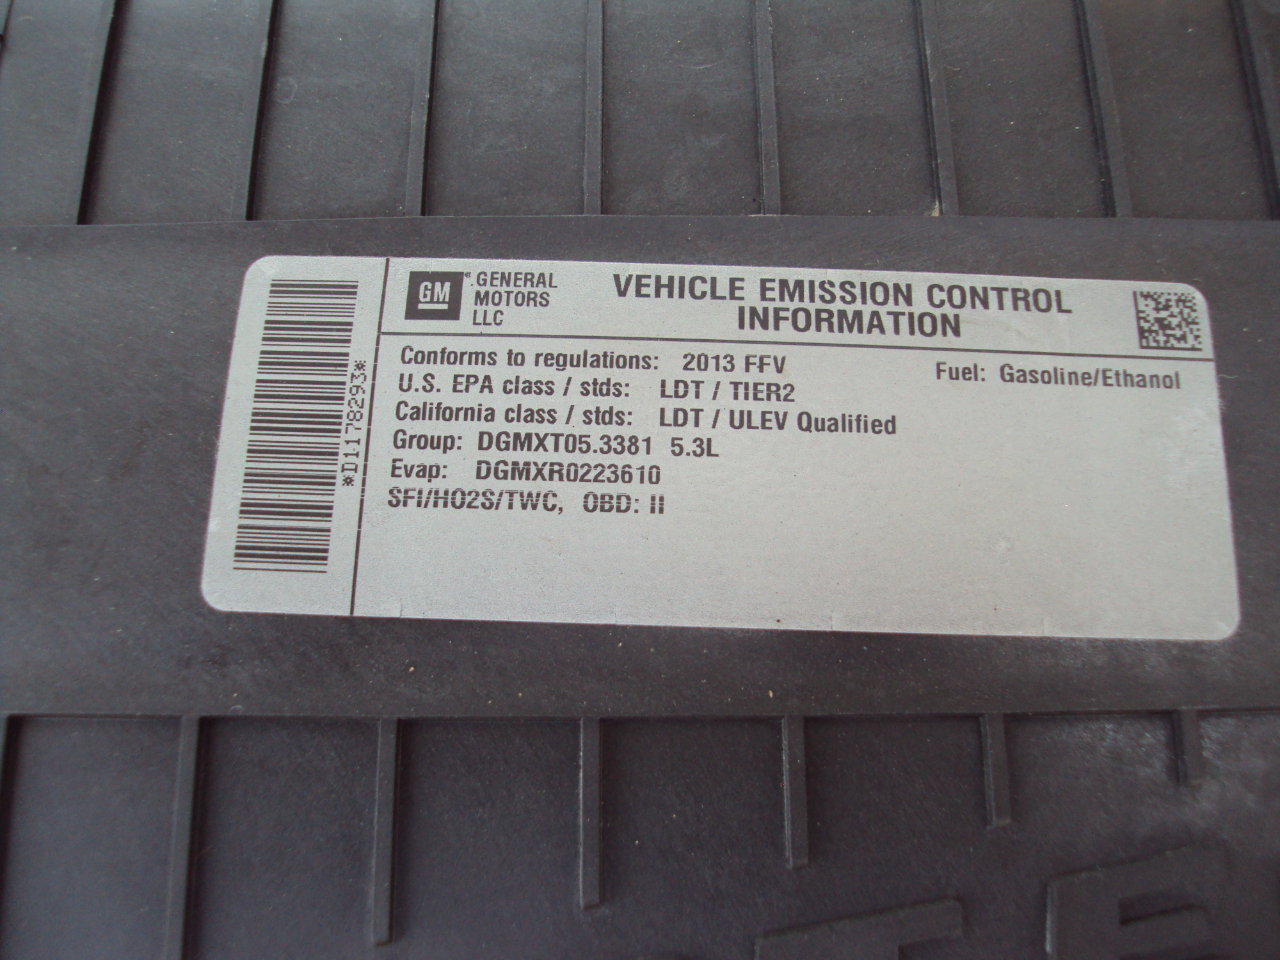 *D1178293*
GM
GENERAL
MOTORS
LLC
VEHICLE EMISSION CONTROL
INFORMATION
Conforms to regulations: 2013 FFV
Fuel: Gasoline/Ethanol
U.S. EPA class / stds: LDT / TIER2
California class / stds: LDT / ULEV Qualified
Group: DGMXT05.3381 5.3L
Evap: DGMXR0223610
SFI/HO2S/TWC, OBD: II